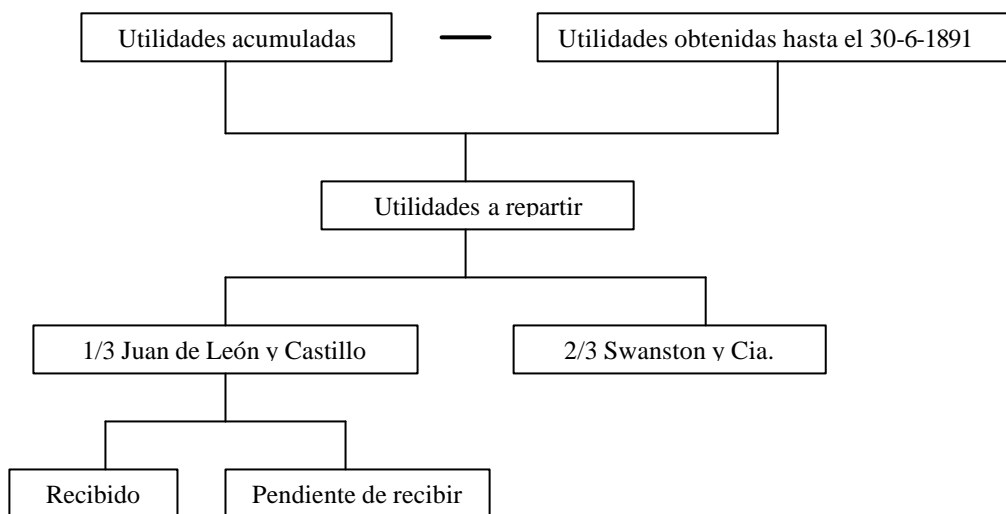 Utilidades acumuladas
Utilidades obtenidas hasta el 30-6-1891
Utilidades a repartir
1/3 Juan de León y Castillo
2/3 Swanston y Cia.
Recibido
Pendiente de recibir